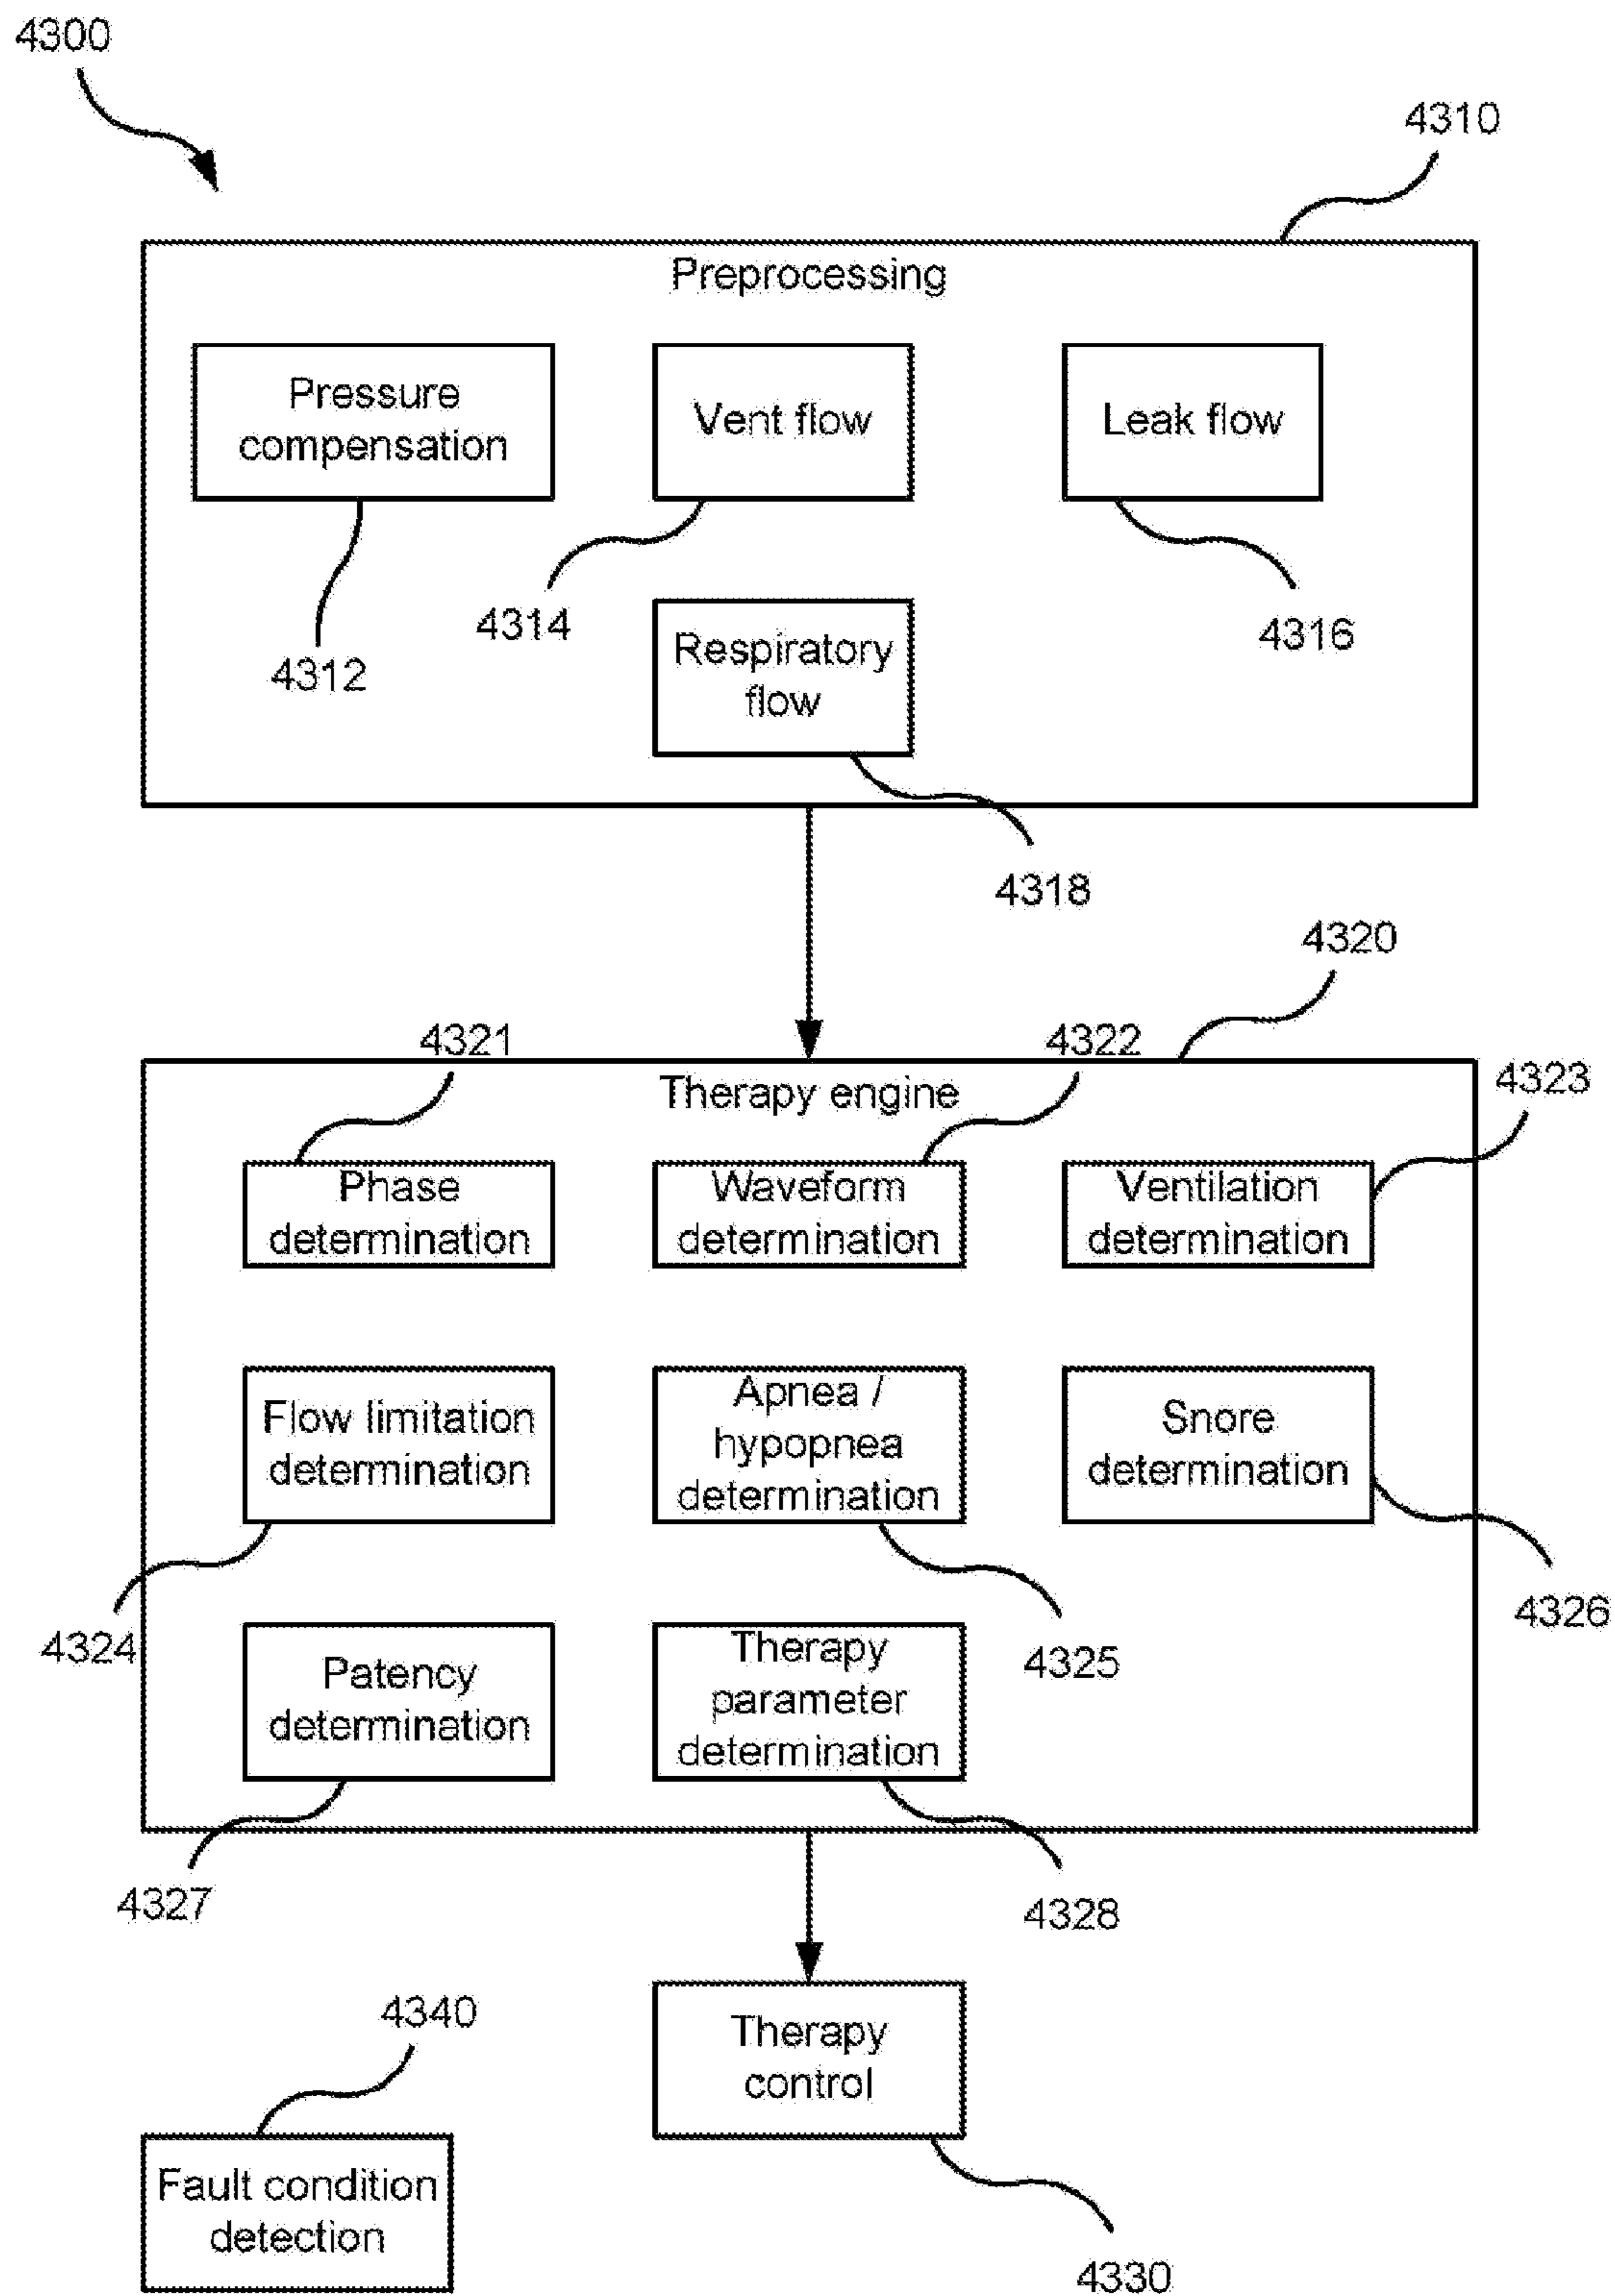 4300
4310
Preprocessing
Pressure
compensation
Vent flow
Leak flow
4312
4314
4316
Respiratory
flow
4318
4320
4321
4322
4323
Therapy engine
Phase
determination
Waveform
determination
Ventilation
determination
Flow limitation
determination
Apnea /
hypopnea
determination
Snore
determination
4324
4325
4326
Patency
determination
Therapy
parameter
determination
4327
4328
4340
Therapy
control
Fault condition
detection
4330